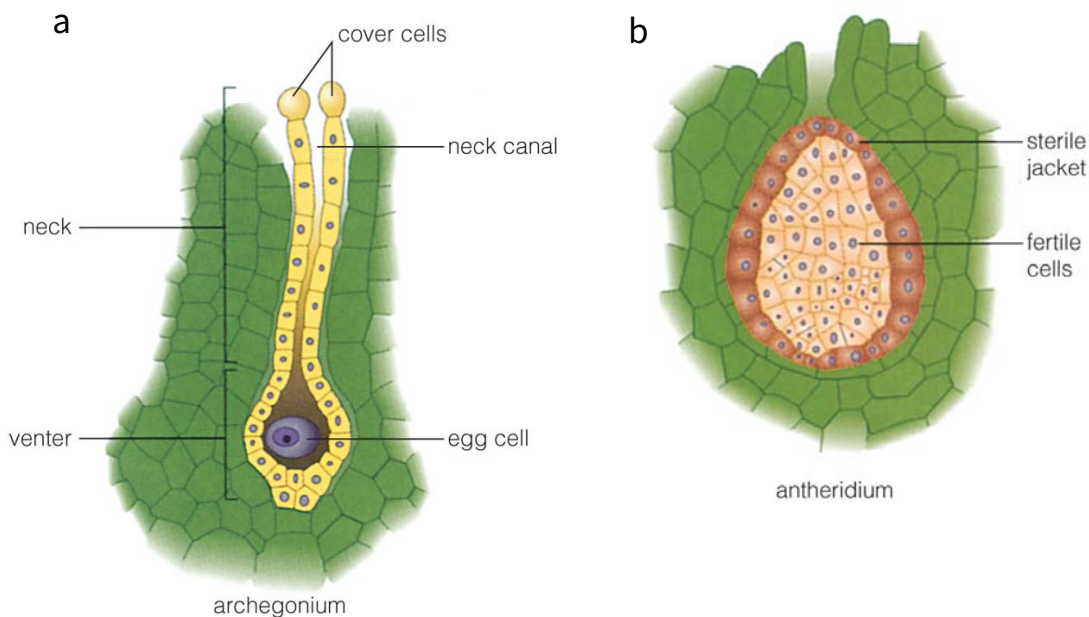 a
cover cells
neck canal
neck
venter
egg cell
archegonium
b
sterile
jacket
fertile
cells
antheridium